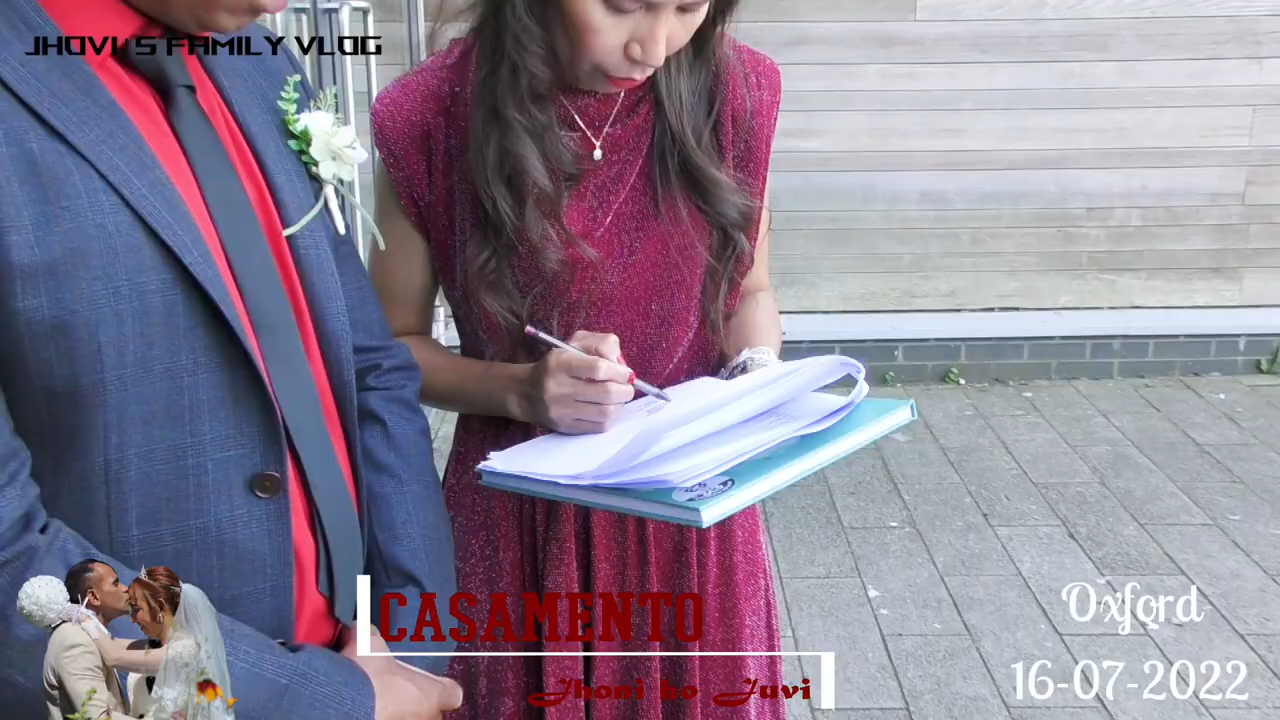 JHOVI'S FAMILY VLOG
CASAMENTO
Jhoni ho Juvi
Oxford
16-07-2022